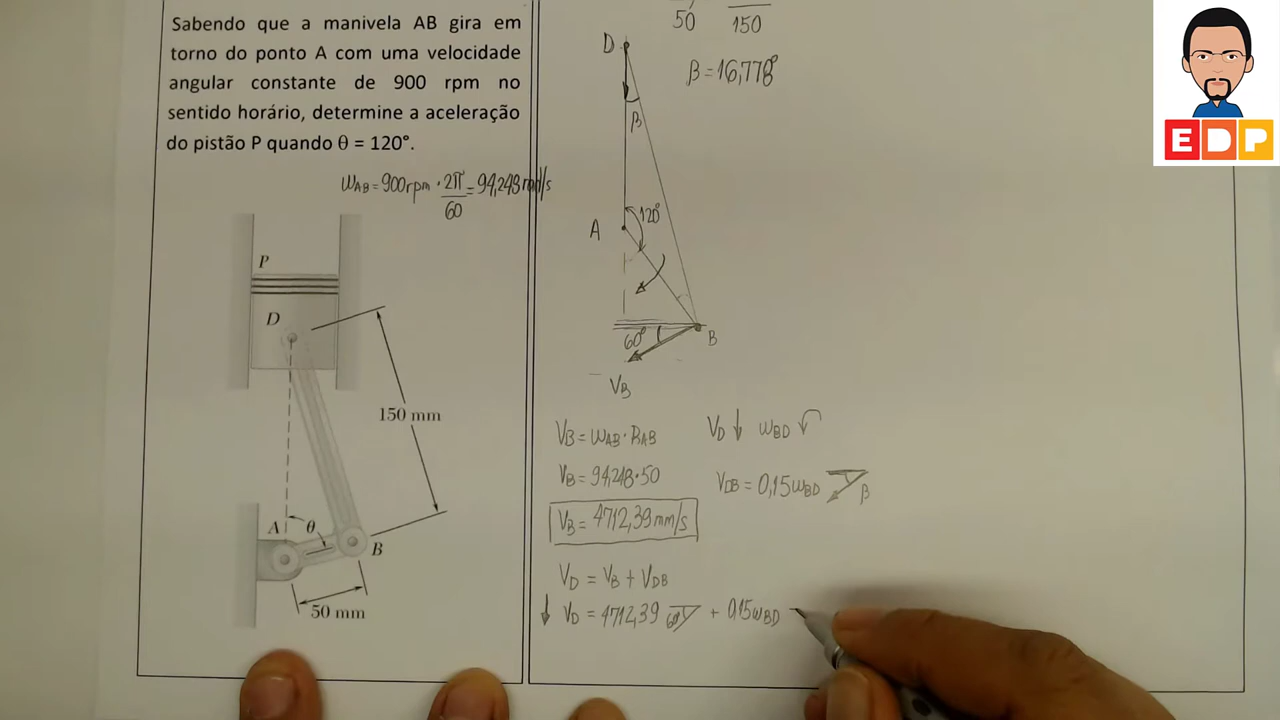 Sabendo que a manivela AB gira em
torno do ponto A com uma velocidade
angular constante de 900 rpm no
sentido horário, determine a aceleração
do pistão P quando θ = 120°.
ωAB = 900rpm · 2π/60 = 94,248 rad/s
P
D
150 mm
A
θ
B
50 mm
50
150
D
β = 16,778°
β
120°
A
60°
B
VB
VB = ωAB · RAB
VD ↓ ωBD
VB = 94,248 · 50
VDB = 0,15ωBD
β
VB = 4712,39 mm/s
VD = VB + VDB
↓ VD = 4712,39 60° + 0,15ωBD
EDP